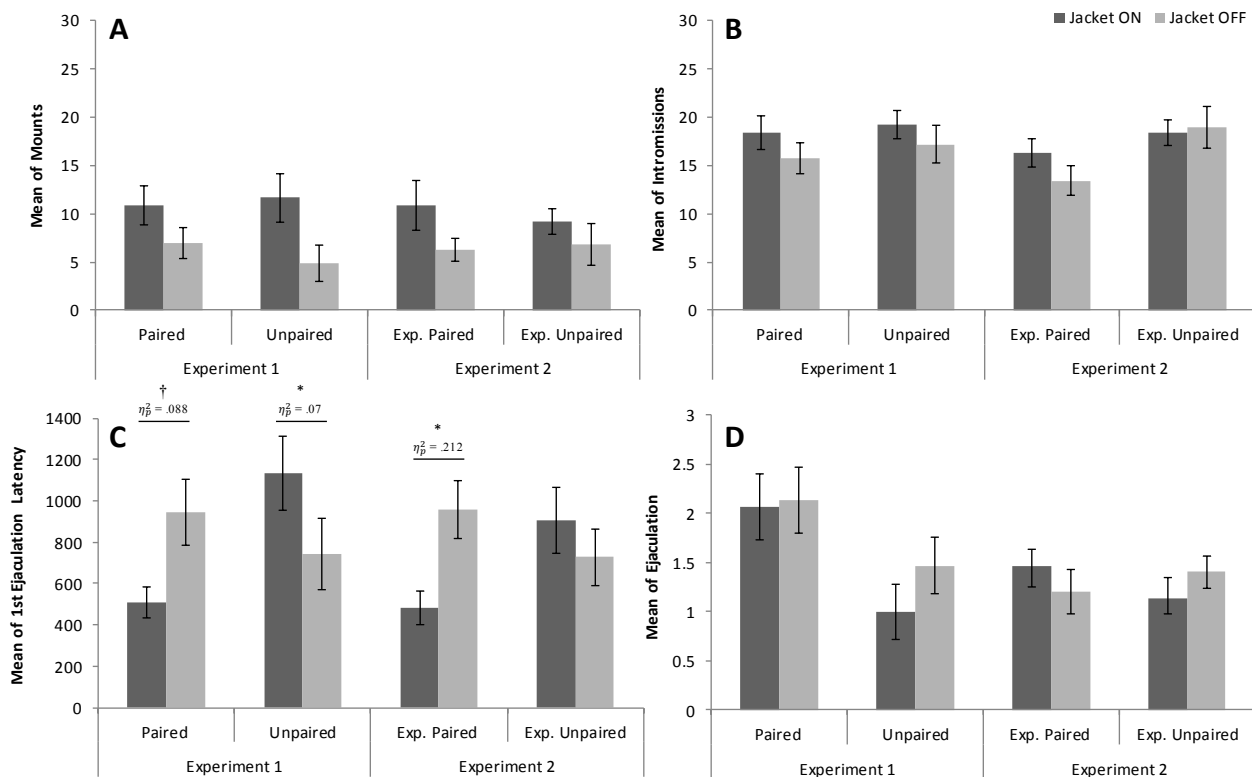 A
Mean of Mounts
30
25
20
15
10
5
0
Paired Unpaired Exp. Paired Exp. Unpaired
Experiment 1 Experiment 2
B
Jacket ON Jacket OFF
Mean of Intromissions
30
25
20
15
10
5
0
Paired Unpaired Exp. Paired Exp. Unpaired
Experiment 1 Experiment 2
C
Mean of 1st Ejaculation Latency
† * *
η²ₚ = .088 η²ₚ = .07 η²ₚ = .212
1400
1200
1000
800
600
400
200
0
Paired Unpaired Exp. Paired Exp. Unpaired
Experiment 1 Experiment 2
D
Mean of Ejaculation
3
2.5
2
1.5
1
0.5
0
Paired Unpaired Exp. Paired Exp. Unpaired
Experiment 1 Experiment 2